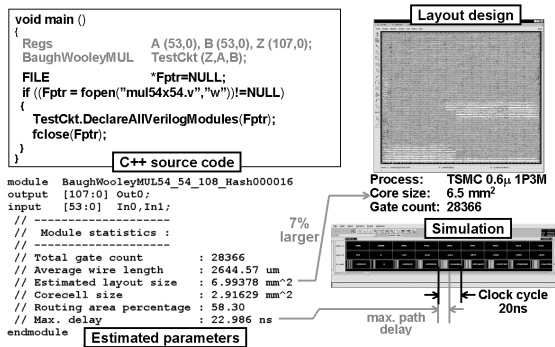 void main ()
{
Regs A (53,0), B (53,0), Z (107,0);
BaughWooleyMUL TestCkt (Z,A,B);
FILE *Fptr=NULL;
if ((Fptr = fopen("mul54x54.v","w"))!=NULL)
{
TestCkt.DeclareAllVerilogModules(Fptr);
fclose(Fptr);
}
}
C++ source code
Layout design
Process: TSMC 0.6µ 1P3M
Core size: 6.5 mm²
Gate count: 28366
module BaughWooleyMUL54_54_108_Hash000016
output [107:0] Out0;
input [53:0] In0,In1;
// --------------------
// Module statistics :
// --------------------
// Total gate count : 28366
// Average wire length : 2644.57 um
// Estimated layout size : 6.99378 mm^2
// Corecell size : 2.91629 mm^2
// Routing area percentage : 58.30
// Max. delay : 22.986 ns
endmodule
Estimated parameters
7%
larger
Simulation
Clock cycle
20ns
max. path
delay